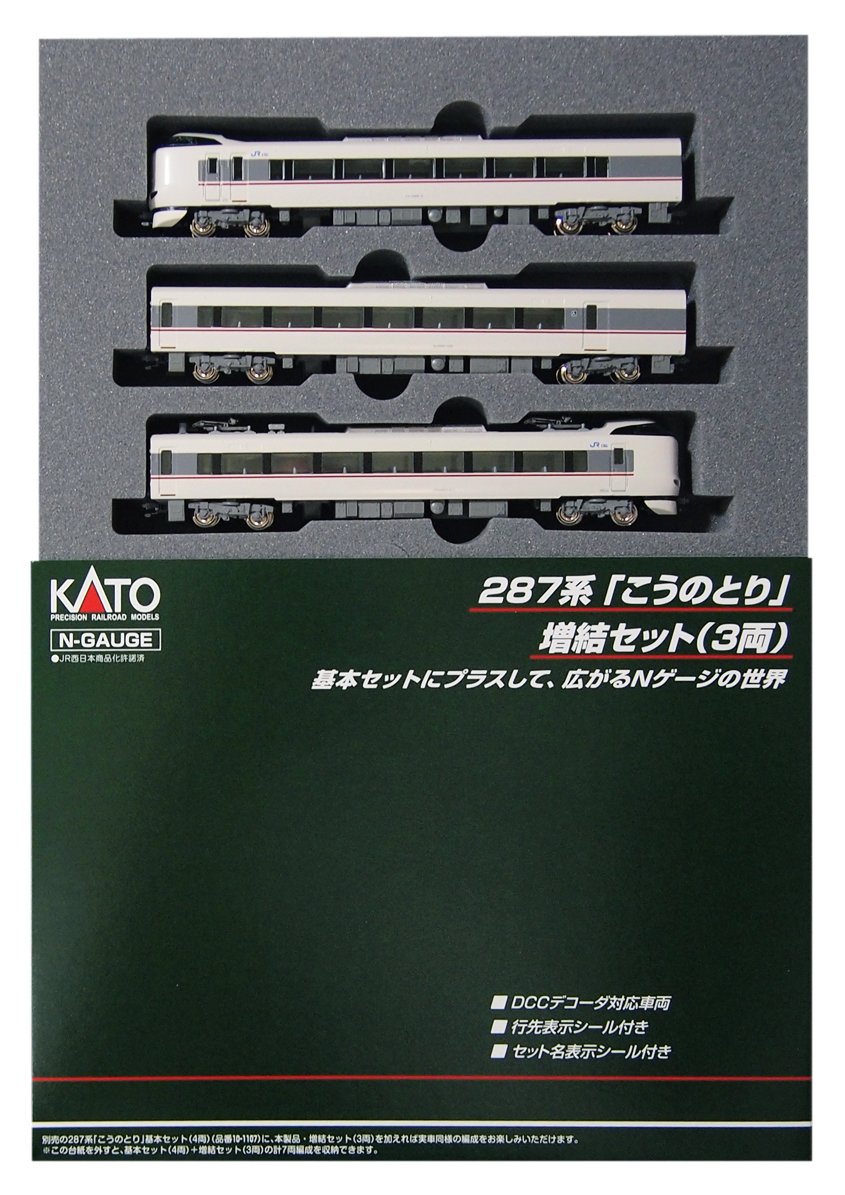 JR
JR
KATO
PRECISION RAILROAD MODELS
N-GAUGE
●JR西日本商品化許諾済
287系「こうのとり」
増結セット(3両)
基本セットにプラスして、広がるNゲージの世界
■ DCCデコーダ対応車両
■ 行先表示シール付き
■ セット名表示シール付き
別売の287系「こうのとり」基本セット(4両)(品番10-1107)に、本製品・増結セット(3両)を加えれば実車同様の編成をお楽しみいただけます。
※この台紙を外すと、基本セット(4両)+増結セット(3両)の計7両編成を収納できます。